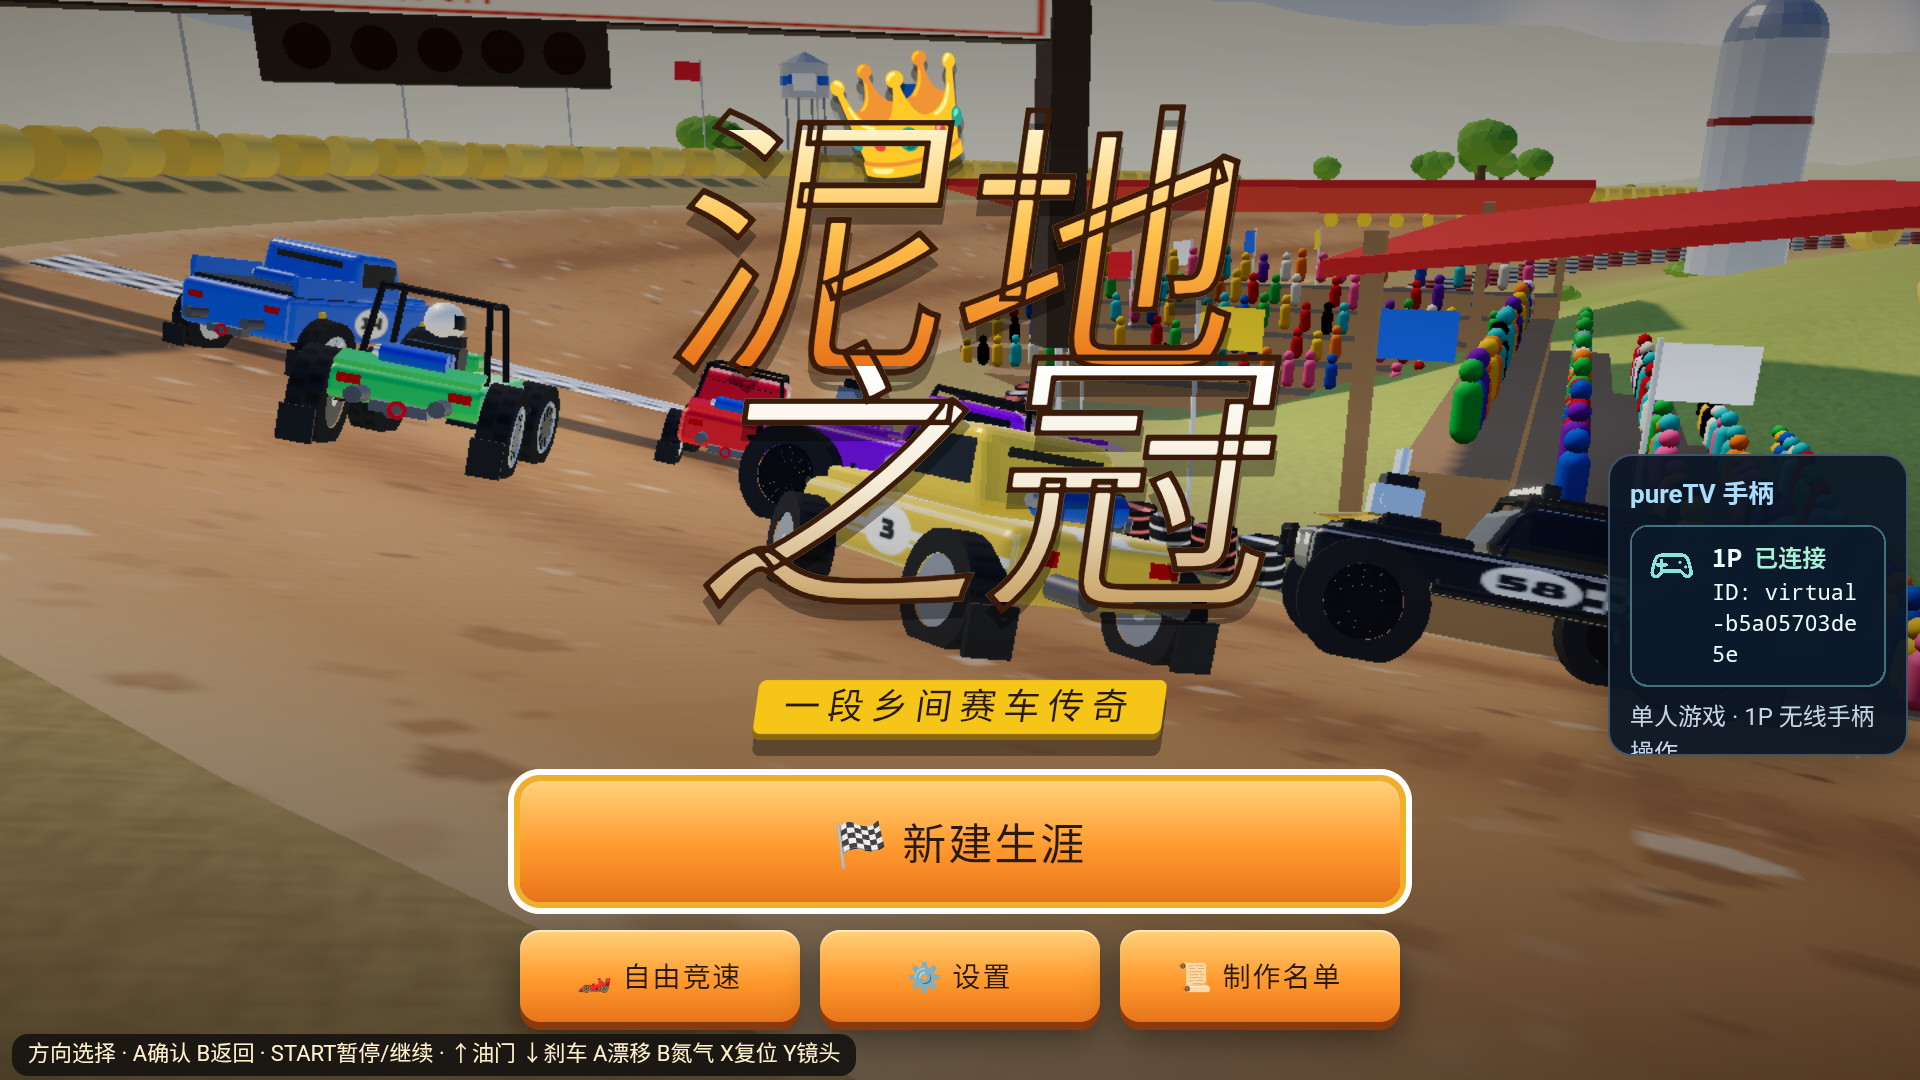 泥地
之冠
3
58
一段乡间赛车传奇
pureTV 手柄
1P 已连接
ID: virtual
-b5a05703de
5e
单人游戏 · 1P 无线手柄
操作
🏁 新建生涯
🏎️ 自由竞速
⚙️ 设置
📜 制作名单
方向选择 · A确认 B返回 · START暂停/继续 · ↑油门 ↓刹车 A漂移 B氮气 X复位 Y镜头